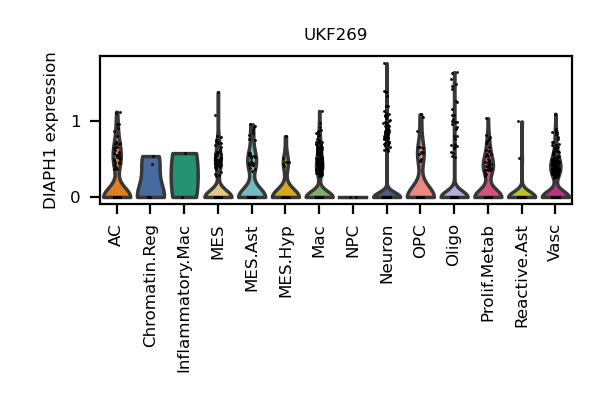 UKF269
DIAPH1 expression
1
0
AC
Chromatin.Reg
Inflammatory.Mac
MES
MES.Ast
MES.Hyp
Mac
NPC
Neuron
OPC
Oligo
Prolif.Metab
Reactive.Ast
Vasc